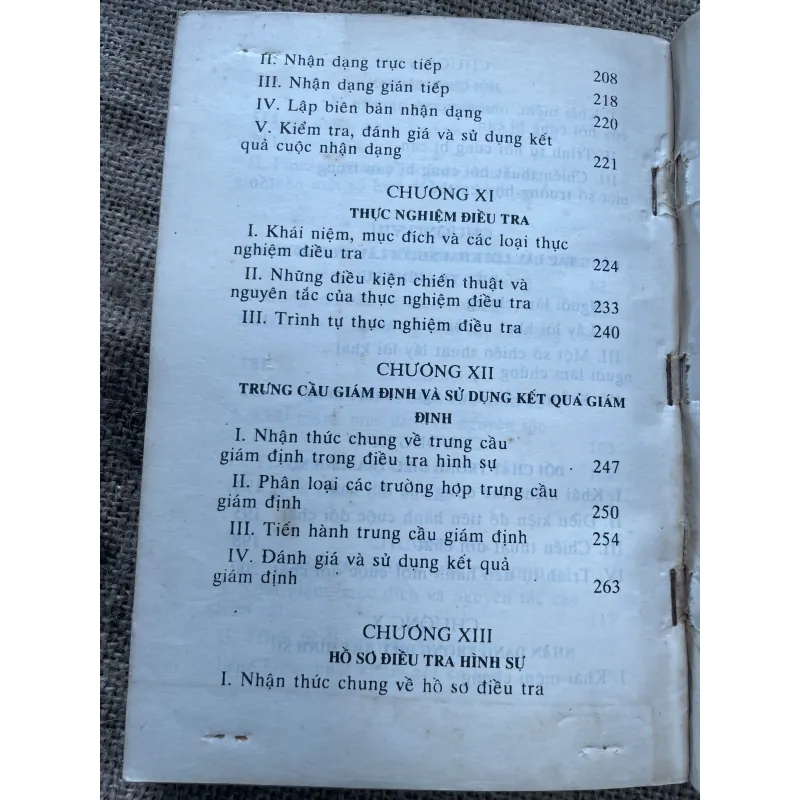 II. Nhận dạng trực tiếp 208
III. Nhận dạng gián tiếp 218
IV. Lập biên bản nhận dạng 220
V. Kiểm tra, đánh giá và sử dụng kết
quả cuộc nhận dạng 221
CHƯƠNG XI
THỰC NGHIỆM ĐIỀU TRA
I. Khái niệm, mục đích và các loại thực
nghiệm điều tra 224
II. Những điều kiện chiến thuật và
nguyên tắc của thực nghiệm điều tra 233
III. Trình tự thực nghiệm điều tra 240
CHƯƠNG XII
TRƯNG CẦU GIÁM ĐỊNH VÀ SỬ DỤNG KẾT QUẢ GIÁM
ĐỊNH
I. Nhận thức chung về trưng cầu
giám định trong điều tra hình sự 247
II. Phân loại các trường hợp trưng cầu
giám định 250
III. Tiến hành trung cầu giám định 254
IV. Đánh giá và sử dụng kết quả
giám định 263
CHƯƠNG XIII
HỒ SƠ ĐIỀU TRA HÌNH SỰ
I. Nhận thức chung về hồ sơ điều tra